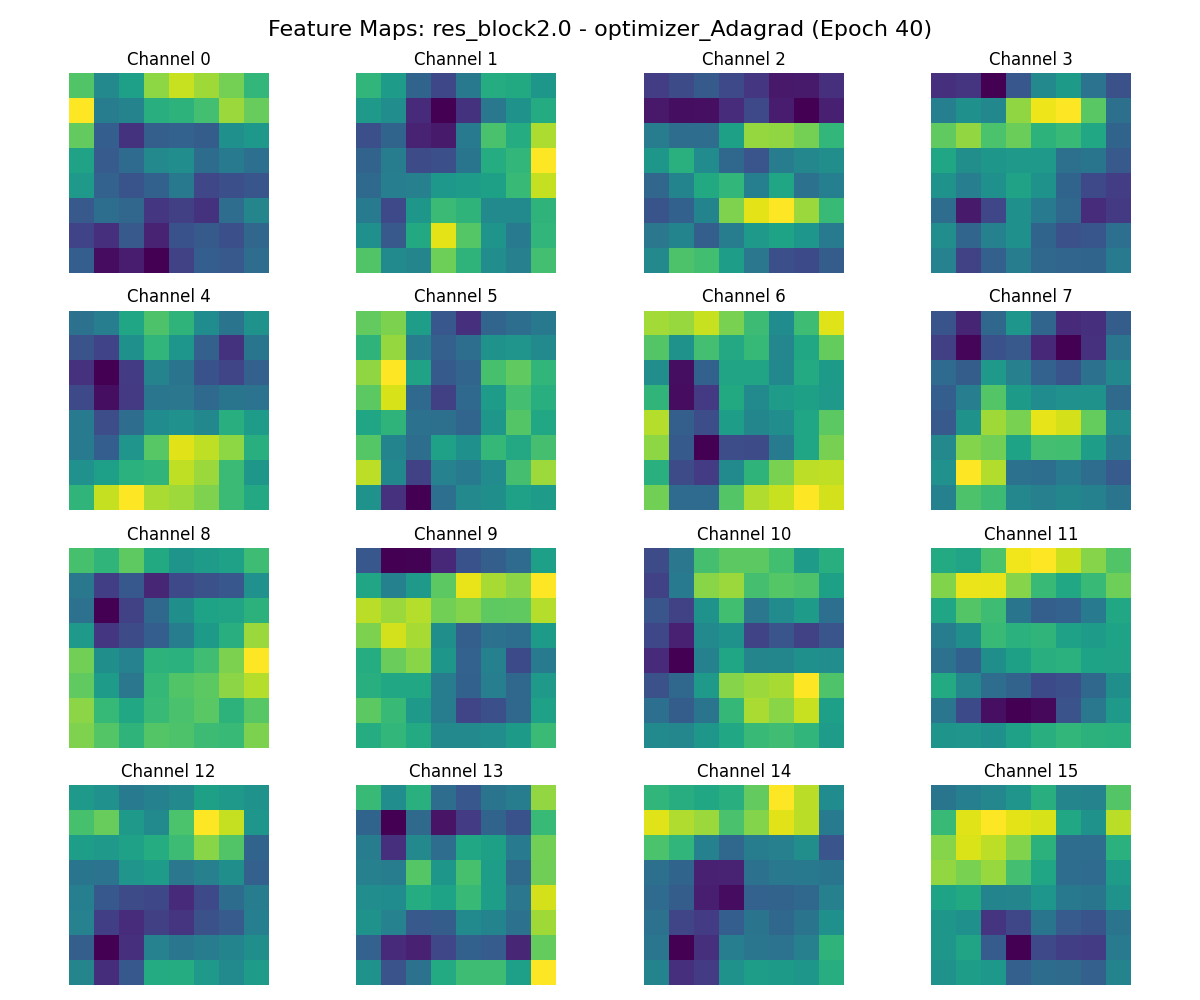 Feature Maps: res_block2.0 - optimizer_Adagrad (Epoch 40)
Channel 0
Channel 1
Channel 2
Channel 3
Channel 4
Channel 5
Channel 6
Channel 7
Channel 8
Channel 9
Channel 10
Channel 11
Channel 12
Channel 13
Channel 14
Channel 15